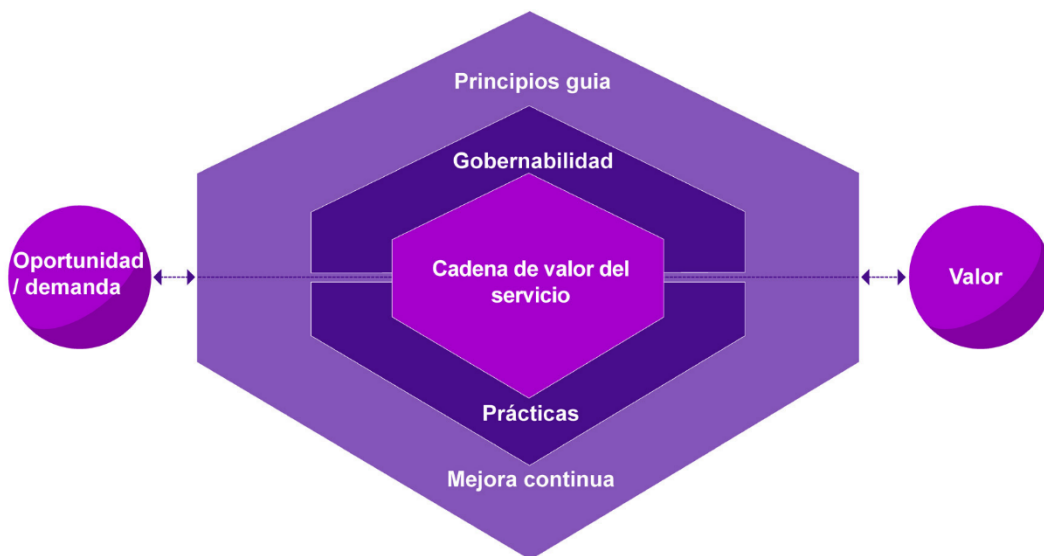 Principios guia
Gobernabilidad
Oportunidad
/ demanda
Cadena de valor del
servicio
Valor
Prácticas
Mejora continua